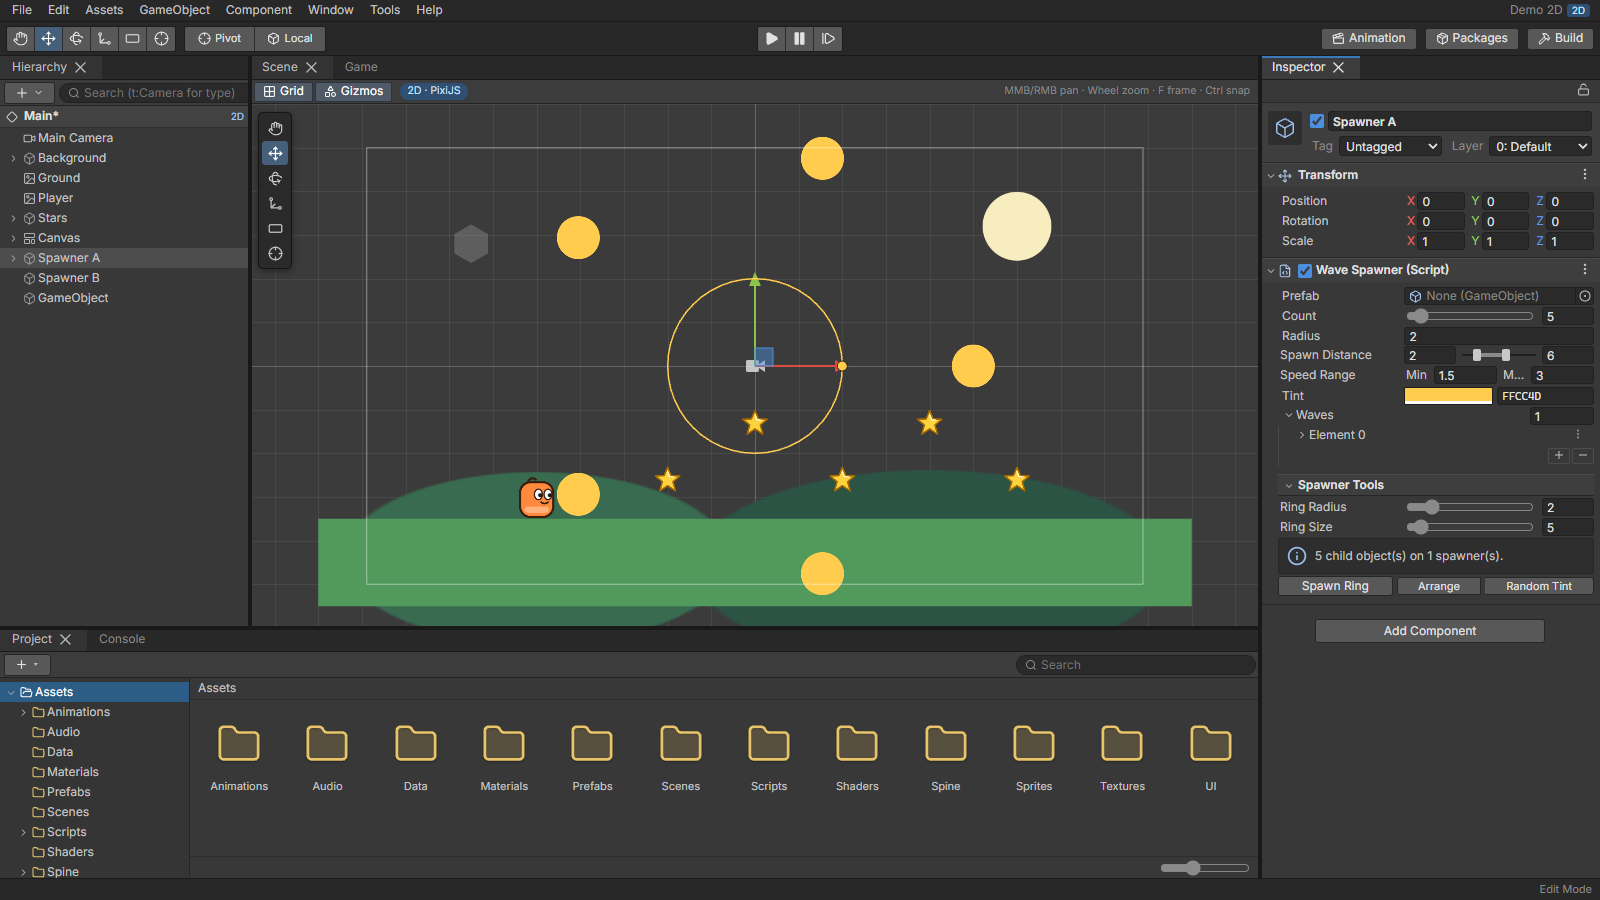 File Edit Assets GameObject Component Window Tools Help Demo 2D 2D
Pivot Local Animation Packages Build
Hierarchy
Search (t:Camera for type)
Main* 2D
Main Camera
Background
Ground
Player
Stars
Canvas
Spawner A
Spawner B
GameObject
Scene Game
Grid Gizmos 2D · PixiJS MMB/RMB pan · Wheel zoom · F frame · Ctrl snap
Inspector
Spawner A
Tag Untagged Layer 0: Default
Transform
Position X 0 Y 0 Z 0
Rotation X 0 Y 0 Z 0
Scale X 1 Y 1 Z 1
Wave Spawner (Script)
Prefab None (GameObject)
Count 5
Radius 2
Spawn Distance 2 6
Speed Range Min 1.5 M... 3
Tint FFCC4D
Waves 1
Element 0
Spawner Tools
Ring Radius 2
Ring Size 5
5 child object(s) on 1 spawner(s).
Spawn Ring Arrange Random Tint
Add Component
Project Console
Search
Assets
Animations
Audio
Data
Materials
Prefabs
Scenes
Scripts
Shaders
Spine
Assets
Animations Audio Data Materials Prefabs Scenes Scripts Shaders Spine Sprites Textures UI
Edit Mode